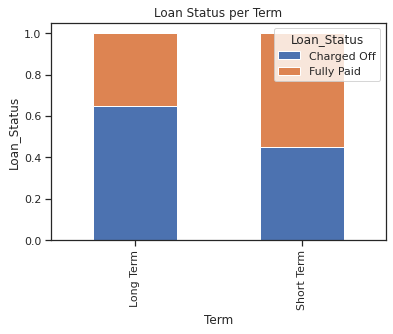 Loan Status per Term
Loan_Status
Charged Off
Fully Paid
Loan_Status
1.0
0.8
0.6
0.4
0.2
0.0
Long Term
Short Term
Term